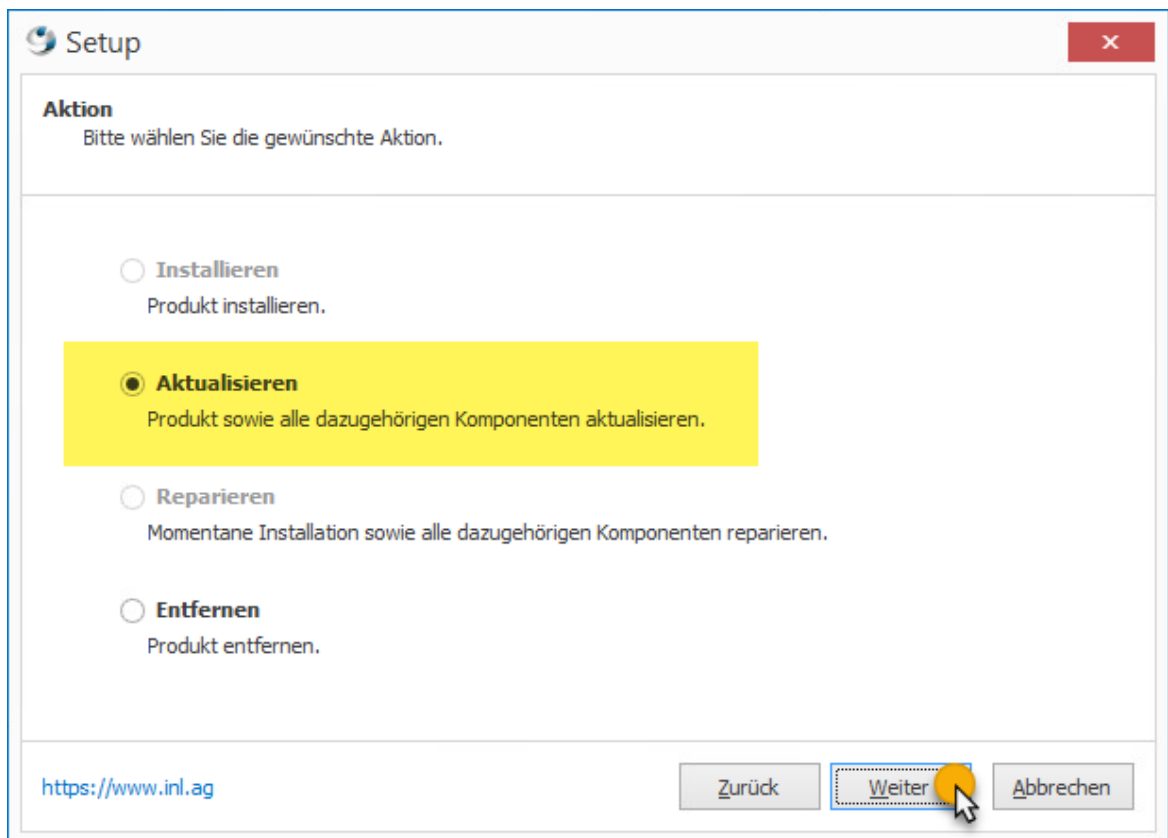 Setup
Aktion
Bitte wählen Sie die gewünschte Aktion.
Installieren
Produkt installieren.
Aktualisieren
Produkt sowie alle dazugehörigen Komponenten aktualisieren.
Reparieren
Momentane Installation sowie alle dazugehörigen Komponenten reparieren.
Entfernen
Produkt entfernen.
https://www.inl.ag
Zurück
Weiter
Abbrechen